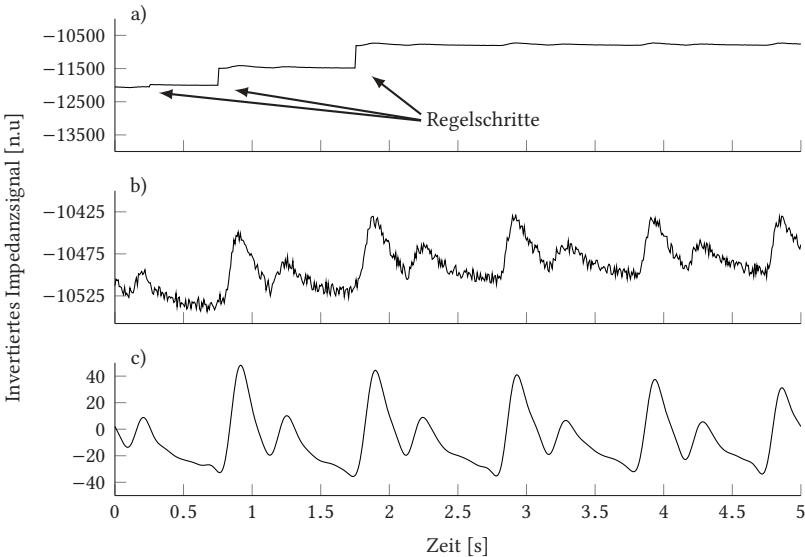 a)
−10500
−11500
−12500
−13500
Regelschritte
b)
−10425
−10475
−10525
c)
40
20
0
−20
−40
0 0.5 1 1.5 2 2.5 3 3.5 4 4.5 5
Zeit [s]
Invertiertes Impedanzsignal [n.u]